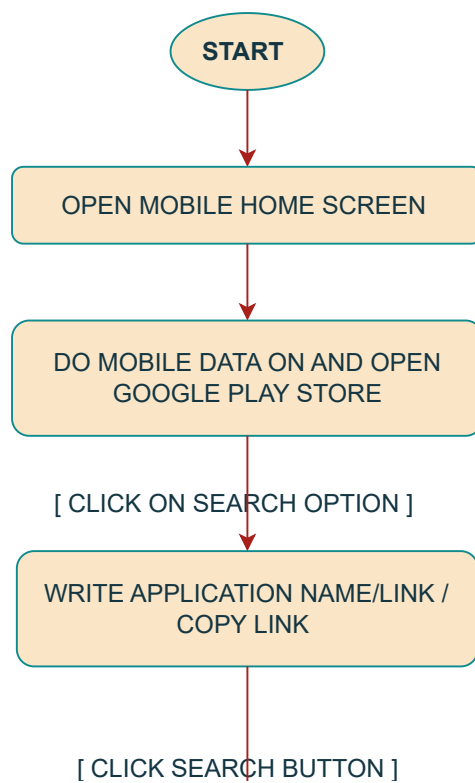 START
OPEN MOBILE HOME SCREEN
DO MOBILE DATA ON AND OPEN
GOOGLE PLAY STORE
[ CLICK ON SEARCH OPTION ]
WRITE APPLICATION NAME/LINK /
COPY LINK
[ CLICK SEARCH BUTTON ]